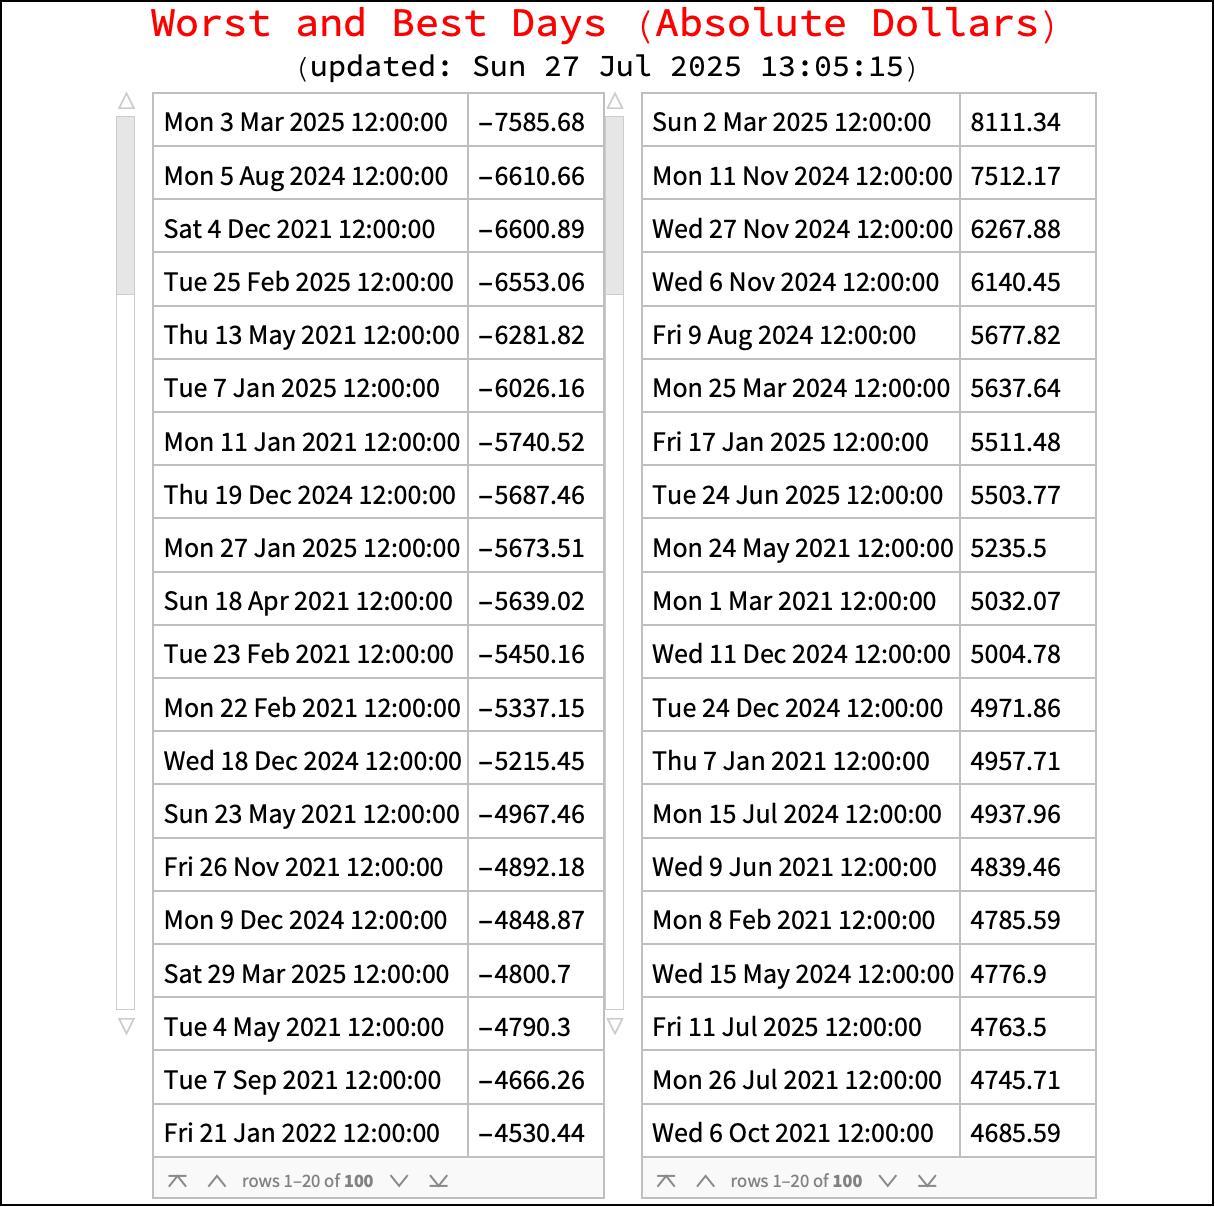 Worst and Best Days (Absolute Dollars)
(updated: Sun 27 Jul 2025 13:05:15)
Mon 3 Mar 2025 12:00:00 −7585.68 Sun 2 Mar 2025 12:00:00 8111.34
Mon 5 Aug 2024 12:00:00 −6610.66 Mon 11 Nov 2024 12:00:00 7512.17
Sat 4 Dec 2021 12:00:00 −6600.89 Wed 27 Nov 2024 12:00:00 6267.88
Tue 25 Feb 2025 12:00:00 −6553.06 Wed 6 Nov 2024 12:00:00 6140.45
Thu 13 May 2021 12:00:00 −6281.82 Fri 9 Aug 2024 12:00:00 5677.82
Tue 7 Jan 2025 12:00:00 −6026.16 Mon 25 Mar 2024 12:00:00 5637.64
Mon 11 Jan 2021 12:00:00 −5740.52 Fri 17 Jan 2025 12:00:00 5511.48
Thu 19 Dec 2024 12:00:00 −5687.46 Tue 24 Jun 2025 12:00:00 5503.77
Mon 27 Jan 2025 12:00:00 −5673.51 Mon 24 May 2021 12:00:00 5235.5
Sun 18 Apr 2021 12:00:00 −5639.02 Mon 1 Mar 2021 12:00:00 5032.07
Tue 23 Feb 2021 12:00:00 −5450.16 Wed 11 Dec 2024 12:00:00 5004.78
Mon 22 Feb 2021 12:00:00 −5337.15 Tue 24 Dec 2024 12:00:00 4971.86
Wed 18 Dec 2024 12:00:00 −5215.45 Thu 7 Jan 2021 12:00:00 4957.71
Sun 23 May 2021 12:00:00 −4967.46 Mon 15 Jul 2024 12:00:00 4937.96
Fri 26 Nov 2021 12:00:00 −4892.18 Wed 9 Jun 2021 12:00:00 4839.46
Mon 9 Dec 2024 12:00:00 −4848.87 Mon 8 Feb 2021 12:00:00 4785.59
Sat 29 Mar 2025 12:00:00 −4800.7 Wed 15 May 2024 12:00:00 4776.9
Tue 4 May 2021 12:00:00 −4790.3 Fri 11 Jul 2025 12:00:00 4763.5
Tue 7 Sep 2021 12:00:00 −4666.26 Mon 26 Jul 2021 12:00:00 4745.71
Fri 21 Jan 2022 12:00:00 −4530.44 Wed 6 Oct 2021 12:00:00 4685.59
rows 1–20 of 100 rows 1–20 of 100